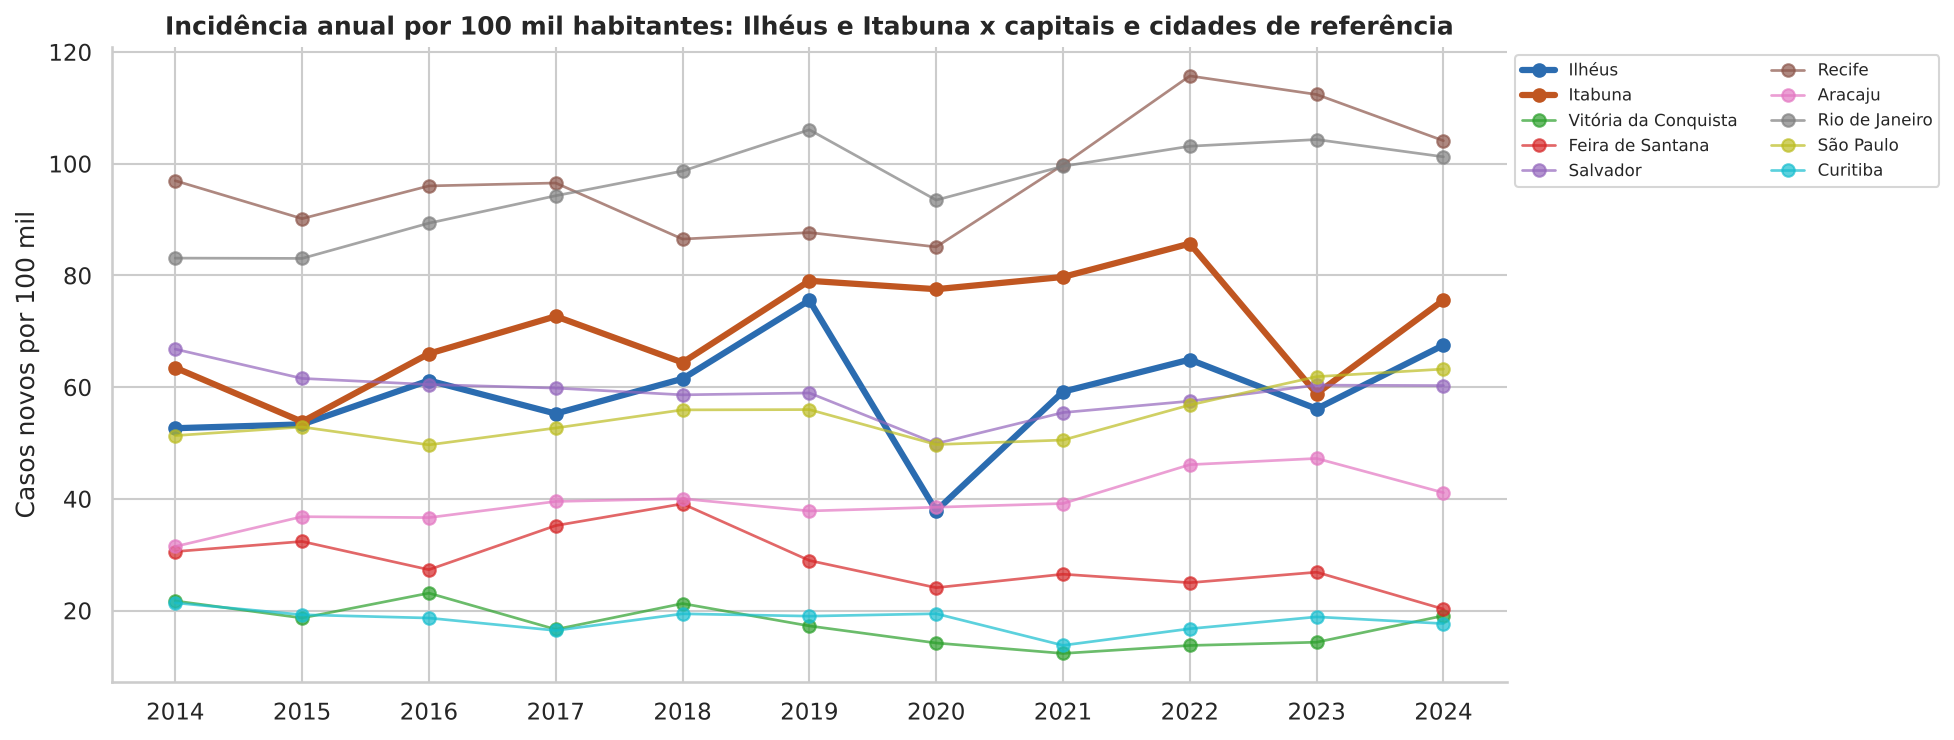 Incidência anual por 100 mil habitantes: Ilhéus e Itabuna x capitais e cidades de referência
Casos novos por 100 mil
120
100
80
60
40
20
2014 2015 2016 2017 2018 2019 2020 2021 2022 2023 2024
Ilhéus
Itabuna
Vitória da Conquista
Feira de Santana
Salvador
Recife
Aracaju
Rio de Janeiro
São Paulo
Curitiba